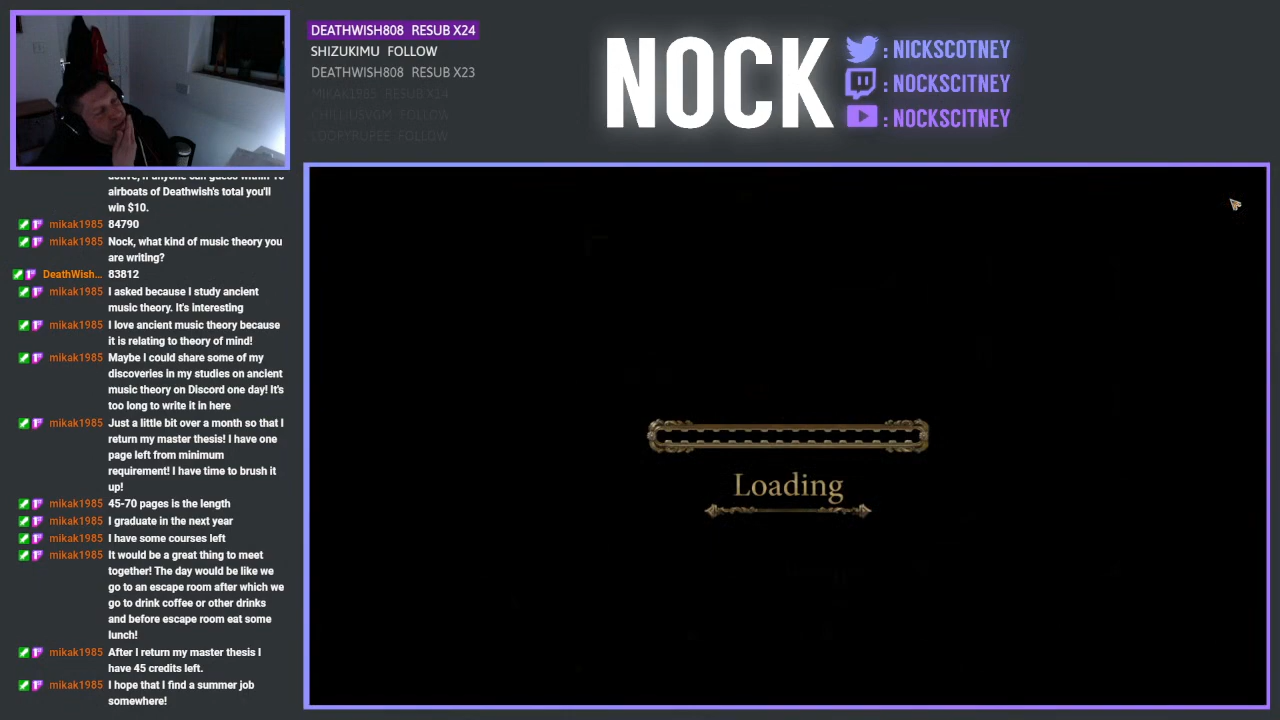 DEATHWISH808 RESUB X24
SHIZUKIMU FOLLOW
DEATHWISH808 RESUB X23
MIKAK1985 RESUB X14
CHILLIUSVGM FOLLOW
LOOPYRUPEE FOLLOW
NOCK
: NICKSCOTNEY
: NOCKSCITNEY
: NOCKSCITNEY
airboats of Deathwish's total you'll
win $10.
mikak1985 84790
mikak1985 Nock, what kind of music theory you
are writing?
DeathWish... 83812
mikak1985 I asked because I study ancient
music theory. It's interesting
mikak1985 I love ancient music theory because
it is relating to theory of mind!
mikak1985 Maybe I could share some of my
discoveries in my studies on ancient
music theory on Discord one day! It's
too long to write it in here
mikak1985 Just a little bit over a month so that I
return my master thesis! I have one
page left from minimum
requirement! I have time to brush it
up!
mikak1985 45-70 pages is the length
mikak1985 I graduate in the next year
mikak1985 I have some courses left
mikak1985 It would be a great thing to meet
together! The day would be like we
go to an escape room after which we
go to drink coffee or other drinks
and before escape room eat some
lunch!
mikak1985 After I return my master thesis I
have 45 credits left.
mikak1985 I hope that I find a summer job
somewhere!
Loading